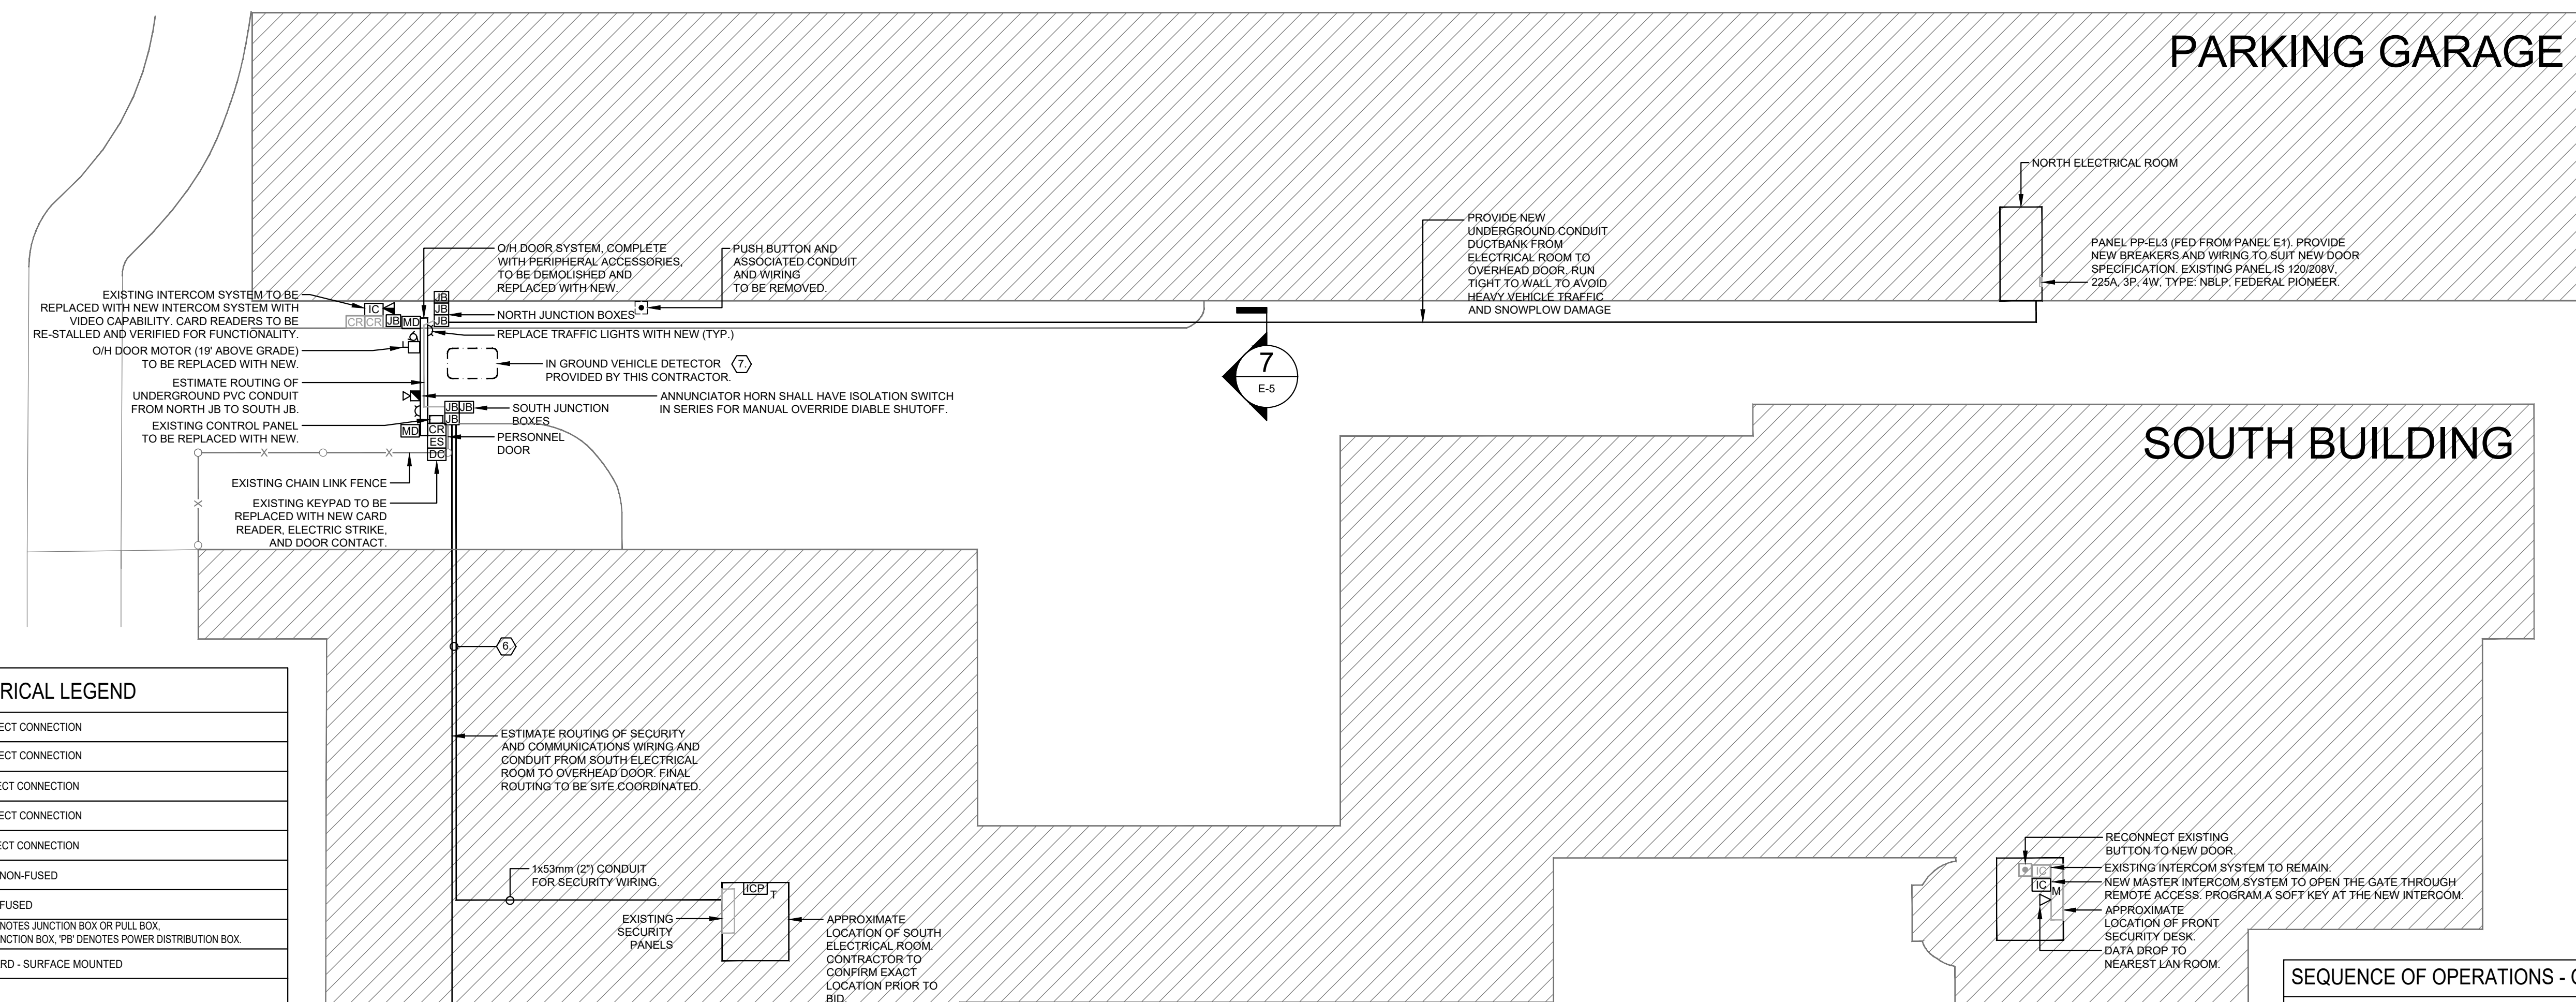 PARKING GARAGE
NORTH ELECTRICAL ROOM
PROVIDE NEW
UNDERGROUND CONDUIT
DUCTBANK FROM
ELECTRICAL ROOM TO
OVERHEAD DOOR. RUN
TIGHT TO WALL TO AVOID
HEAVY VEHICLE TRAFFIC
AND SNOWPLOW DAMAGE
PANEL PP-EL3 (FED FROM PANEL E1). PROVIDE
NEW BREAKERS AND WIRING TO SUIT NEW DOOR
SPECIFICATION. EXISTING PANEL IS 120/208V,
225A, 3P, 4W, TYPE: NBLP, FEDERAL PIONEER.
O/H DOOR SYSTEM, COMPLETE
WITH PERIPHERAL ACCESSORIES,
TO BE DEMOLISHED AND
REPLACED WITH NEW.
PUSH BUTTON AND
ASSOCIATED CONDUIT
AND WIRING
TO BE REMOVED.
EXISTING INTERCOM SYSTEM TO BE
REPLACED WITH NEW INTERCOM SYSTEM WITH
VIDEO CAPABILITY. CARD READERS TO BE
RE-STALLED AND VERIFIED FOR FUNCTIONALITY.
IC
CR CR JB MD
JB
JB
JB
NORTH JUNCTION BOXES
REPLACE TRAFFIC LIGHTS WITH NEW (TYP.)
O/H DOOR MOTOR (19' ABOVE GRADE)
TO BE REPLACED WITH NEW.
IN GROUND VEHICLE DETECTOR 7.
PROVIDED BY THIS CONTRACTOR.
7
E-5
ESTIMATE ROUTING OF
UNDERGROUND PVC CONDUIT
FROM NORTH JB TO SOUTH JB.
ANNUNCIATOR HORN SHALL HAVE ISOLATION SWITCH
IN SERIES FOR MANUAL OVERRIDE DIABLE SHUTOFF.
JB JB
JB
SOUTH JUNCTION
BOXES
EXISTING CONTROL PANEL
TO BE REPLACED WITH NEW.
MD
CR
ES
DC
PERSONNEL
DOOR
SOUTH BUILDING
X X
X
EXISTING CHAIN LINK FENCE
EXISTING KEYPAD TO BE
REPLACED WITH NEW CARD
READER, ELECTRIC STRIKE,
AND DOOR CONTACT.
6.
RICAL LEGEND
ECT CONNECTION
ECT CONNECTION
ECT CONNECTION
ECT CONNECTION
ECT CONNECTION
NON-FUSED
FUSED
NOTES JUNCTION BOX OR PULL BOX,
NCTION BOX, 'PB' DENOTES POWER DISTRIBUTION BOX.
RD - SURFACE MOUNTED
ESTIMATE ROUTING OF SECURITY
AND COMMUNICATIONS WIRING AND
CONDUIT FROM SOUTH ELECTRICAL
ROOM TO OVERHEAD DOOR. FINAL
ROUTING TO BE SITE COORDINATED.
1x53mm (2") CONDUIT
FOR SECURITY WIRING.
ICP
T
EXISTING
SECURITY
PANELS
APPROXIMATE
LOCATION OF SOUTH
ELECTRICAL ROOM.
CONTRACTOR TO
CONFIRM EXACT
LOCATION PRIOR TO
BID.
RECONNECT EXISTING
BUTTON TO NEW DOOR.
IC
EXISTING INTERCOM SYSTEM TO REMAIN.
IC
M
NEW MASTER INTERCOM SYSTEM TO OPEN THE GATE THROUGH
REMOTE ACCESS. PROGRAM A SOFT KEY AT THE NEW INTERCOM.
APPROXIMATE
LOCATION OF FRONT
SECURITY DESK.
DATA DROP TO
NEAREST LAN ROOM.
SEQUENCE OF OPERATIONS -